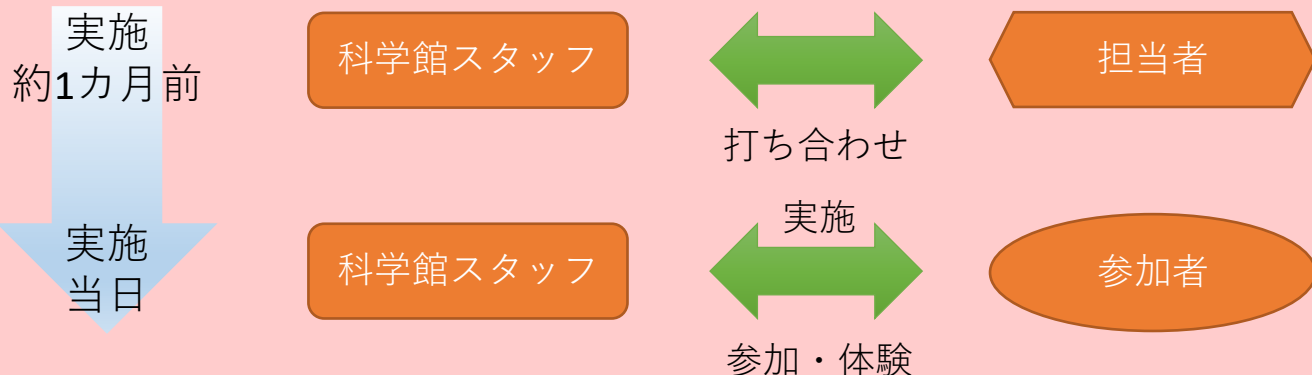 実施
約1カ月前
科学館スタッフ
担当者
打ち合わせ
実施
当日
科学館スタッフ
実施
参加・体験
参加者